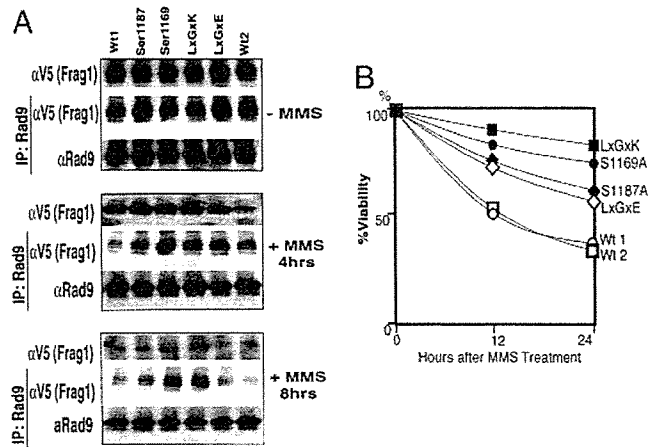 A
Wt1
Ser1187
Ser1169
LxGxK
LxGxE
Wt2
αV5 (Frag1)
IP: Rad9
αV5 (Frag1)
αRad9
- MMS
αV5 (Frag1)
IP: Rad9
αV5 (Frag1)
αRad9
+ MMS
4hrs
αV5 (Frag1)
IP: Rad9
αV5 (Frag1)
aRad9
+ MMS
8hrs
B
%
100
50
0
%Viability
LxGxK
S1169A
S1187A
LxGxE
Wt 1
Wt 2
0
12
24
Hours after MMS Treatment